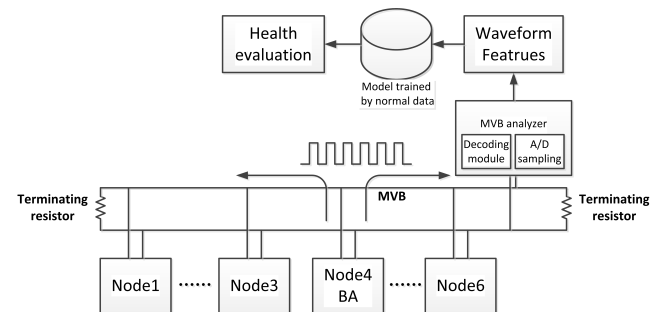 Health
evaluation
Waveform
Featrues
Model trained
by normal data
MVB analyzer
Decoding
module
A/D
sampling
Terminating
resistor
MVB
Terminating
resistor
Node1
......
Node3
Node4
BA
......
Node6